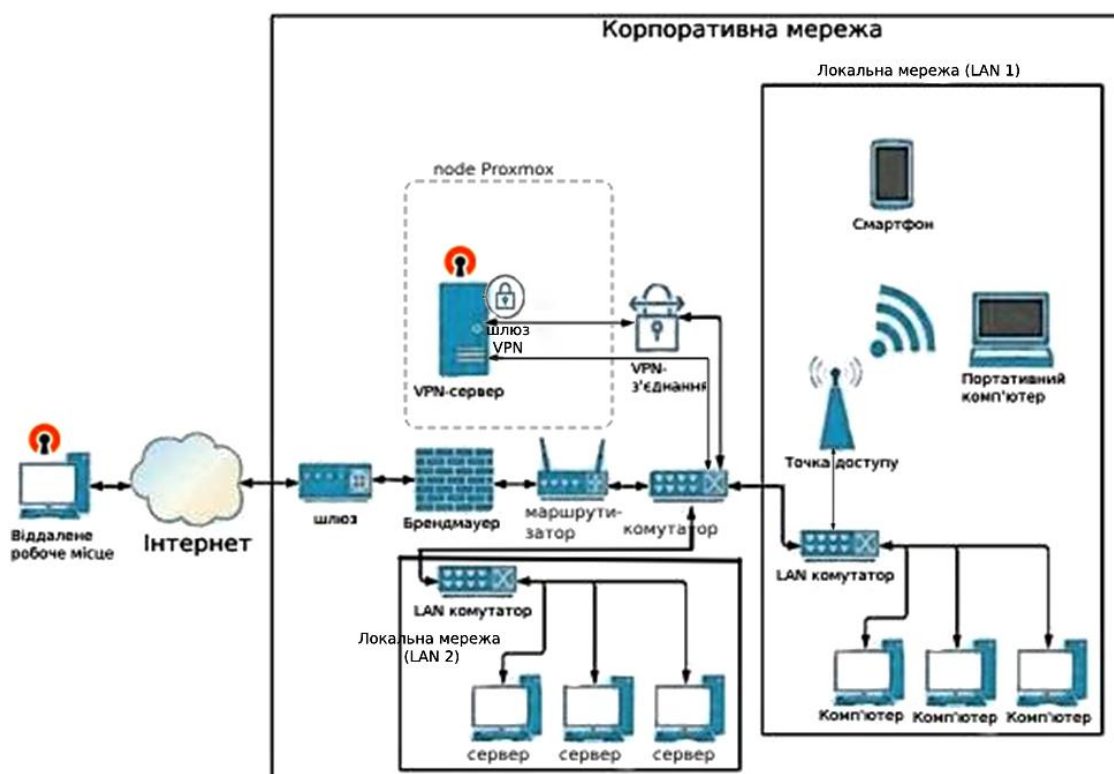 Корпоративна мережа
Локальна мережа (LAN 1)
node Proxmox
Смартфон
шлюз
VPN
VPN-сервер
VPN-
з'єднання
Портативний
комп'ютер
Точка доступу
Віддалене
робоче місце
Інтернет
шлюз
Брендмауер
маршрути-
затор
комутатор
LAN комутатор
LAN комутатор
Локальна мережа
(LAN 2)
сервер
сервер
сервер
Комп'ютер
Комп'ютер
Комп'ютер